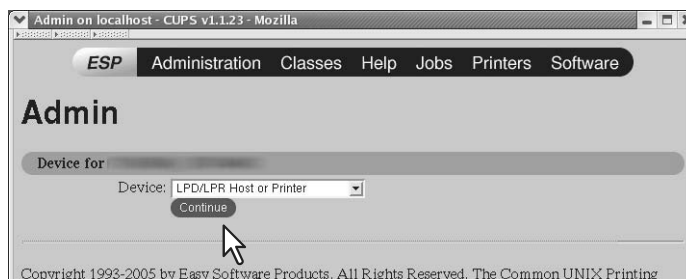 Admin on localhost - CUPS v1.1.23 - Mozilla
ESP Administration Classes Help Jobs Printers Software
Admin
Device for
Device: LPD/LPR Host or Printer
Continue
Copyright 1993-2005 by Easy Software Products, All Rights Reserved. The Common UNIX Printing